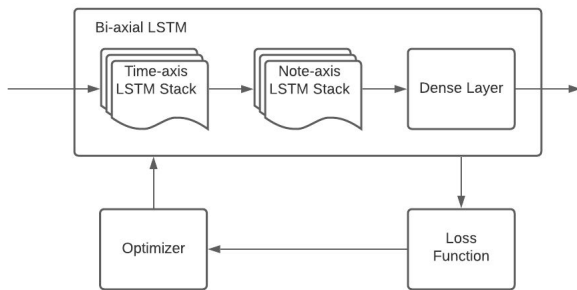 Bi-axial LSTM
Time-axis
LSTM Stack
Note-axis
LSTM Stack
Dense Layer
Optimizer
Loss
Function